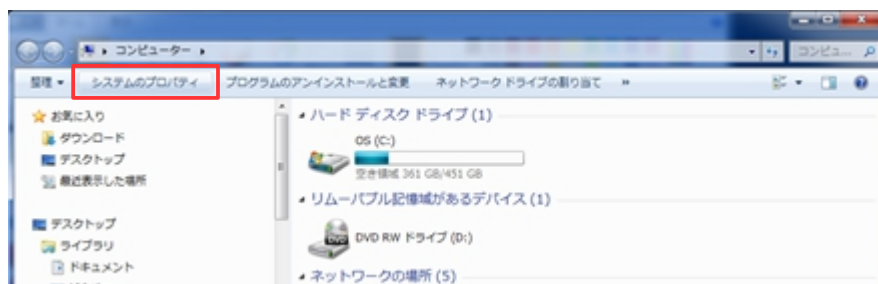 コンピューター
コンピュ...
整理 システムのプロパティ プログラムのアンインストールと変更 ネットワーク ドライブの割り当て »
お気に入り
ダウンロード
デスクトップ
最近表示した場所
デスクトップ
ライブラリ
ドキュメント
ハード ディスク ドライブ (1)
OS (C:)
空き領域 361 GB/451 GB
リムーバブル記憶域があるデバイス (1)
DVD RW ドライブ (D:)
ネットワークの場所 (5)